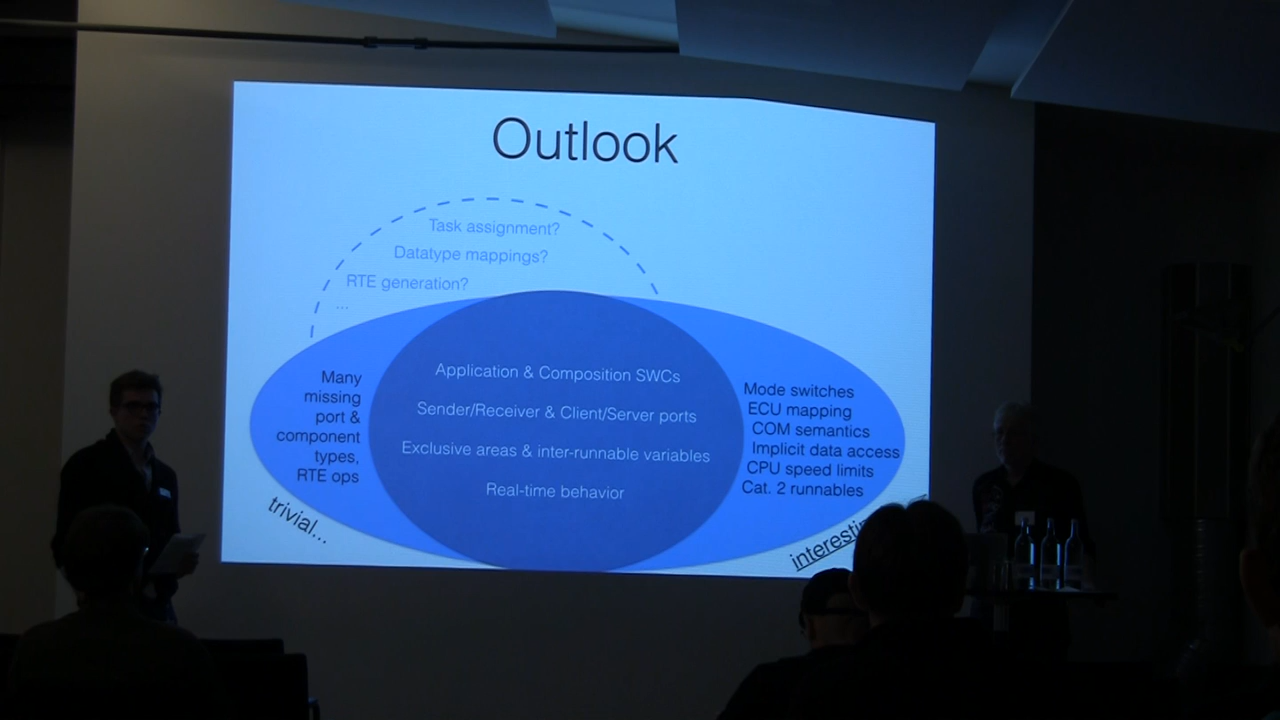 Outlook
Task assignment?
Datatype mappings?
RTE generation?
...
Many
missing
port &
component
types,
RTE ops
trivial...
Application & Composition SWCs
Sender/Receiver & Client/Server ports
Exclusive areas & inter-runnable variables
Real-time behavior
Mode switches
ECU mapping
COM semantics
Implicit data access
CPU speed limits
Cat. 2 runnables